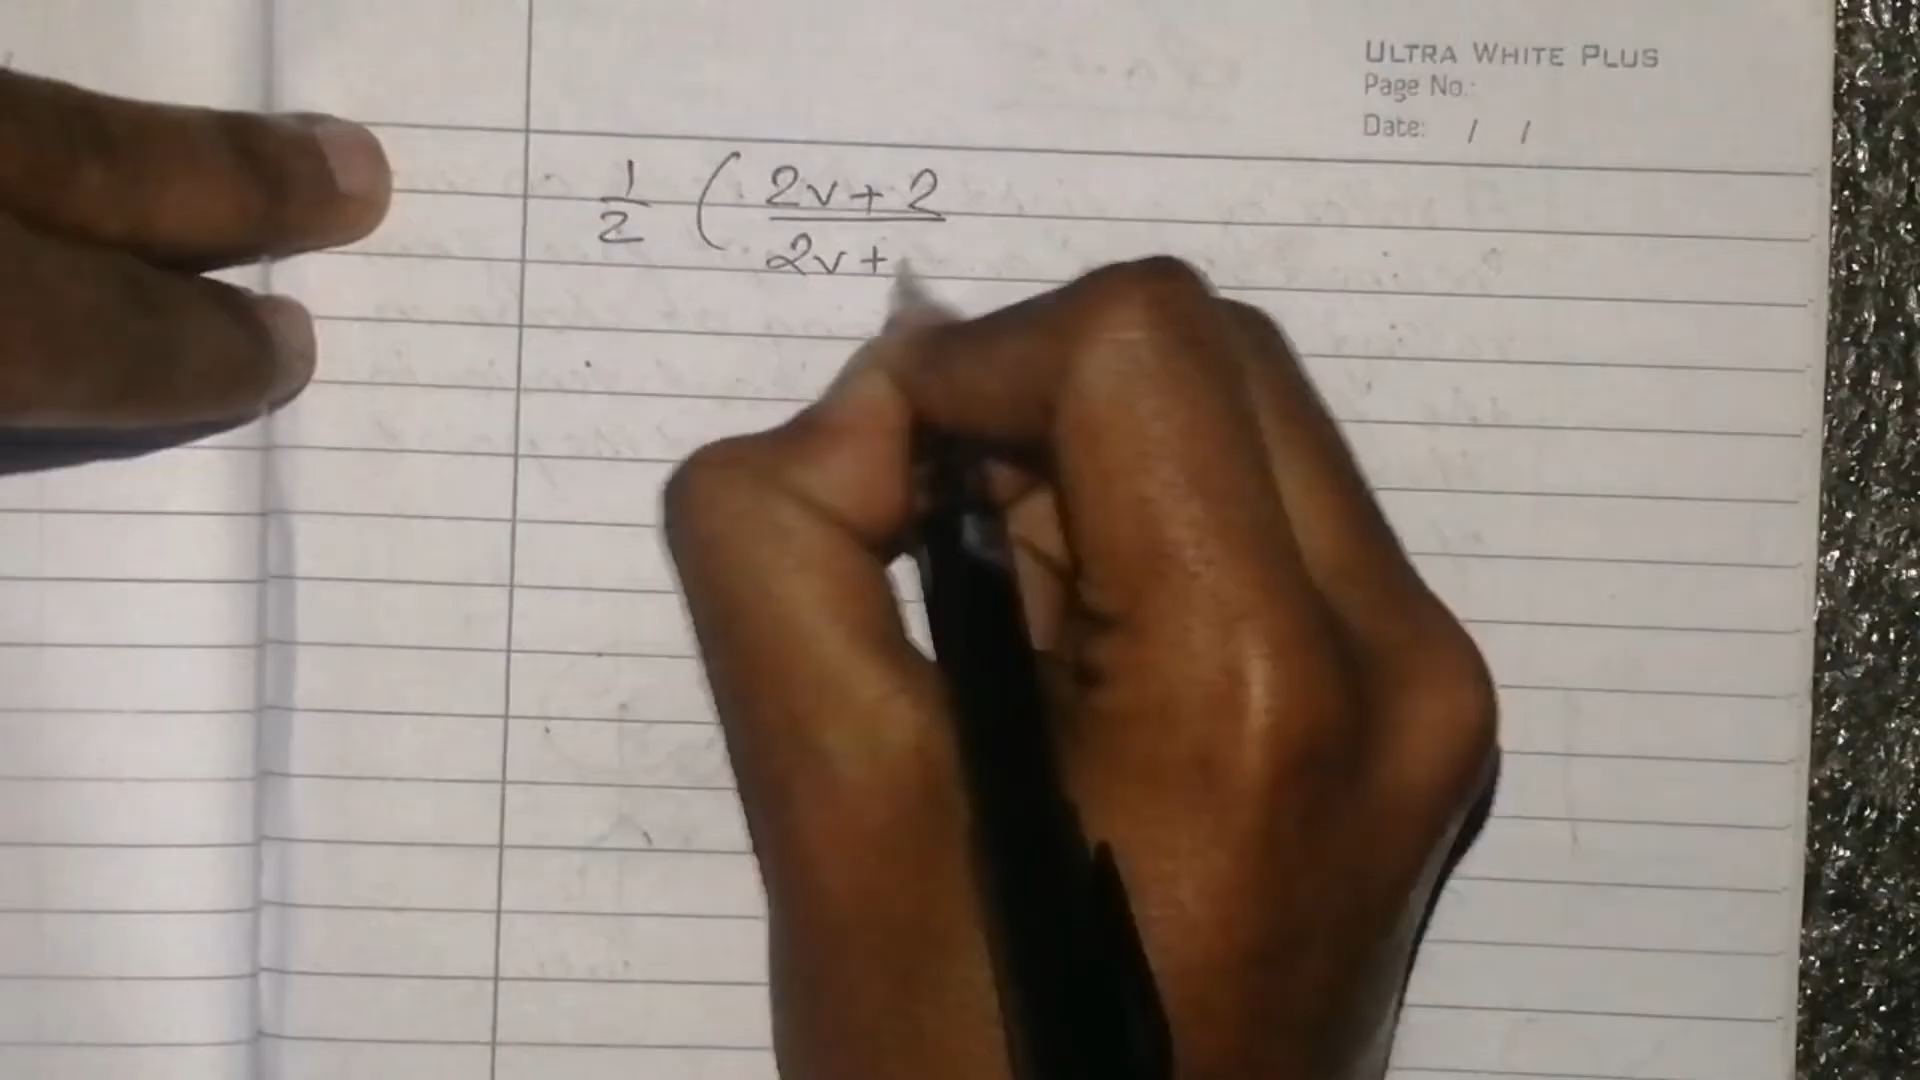 ULTRA WHITE PLUS
Page No.:
Date: / /
1/2 ( 2v+2
2v+